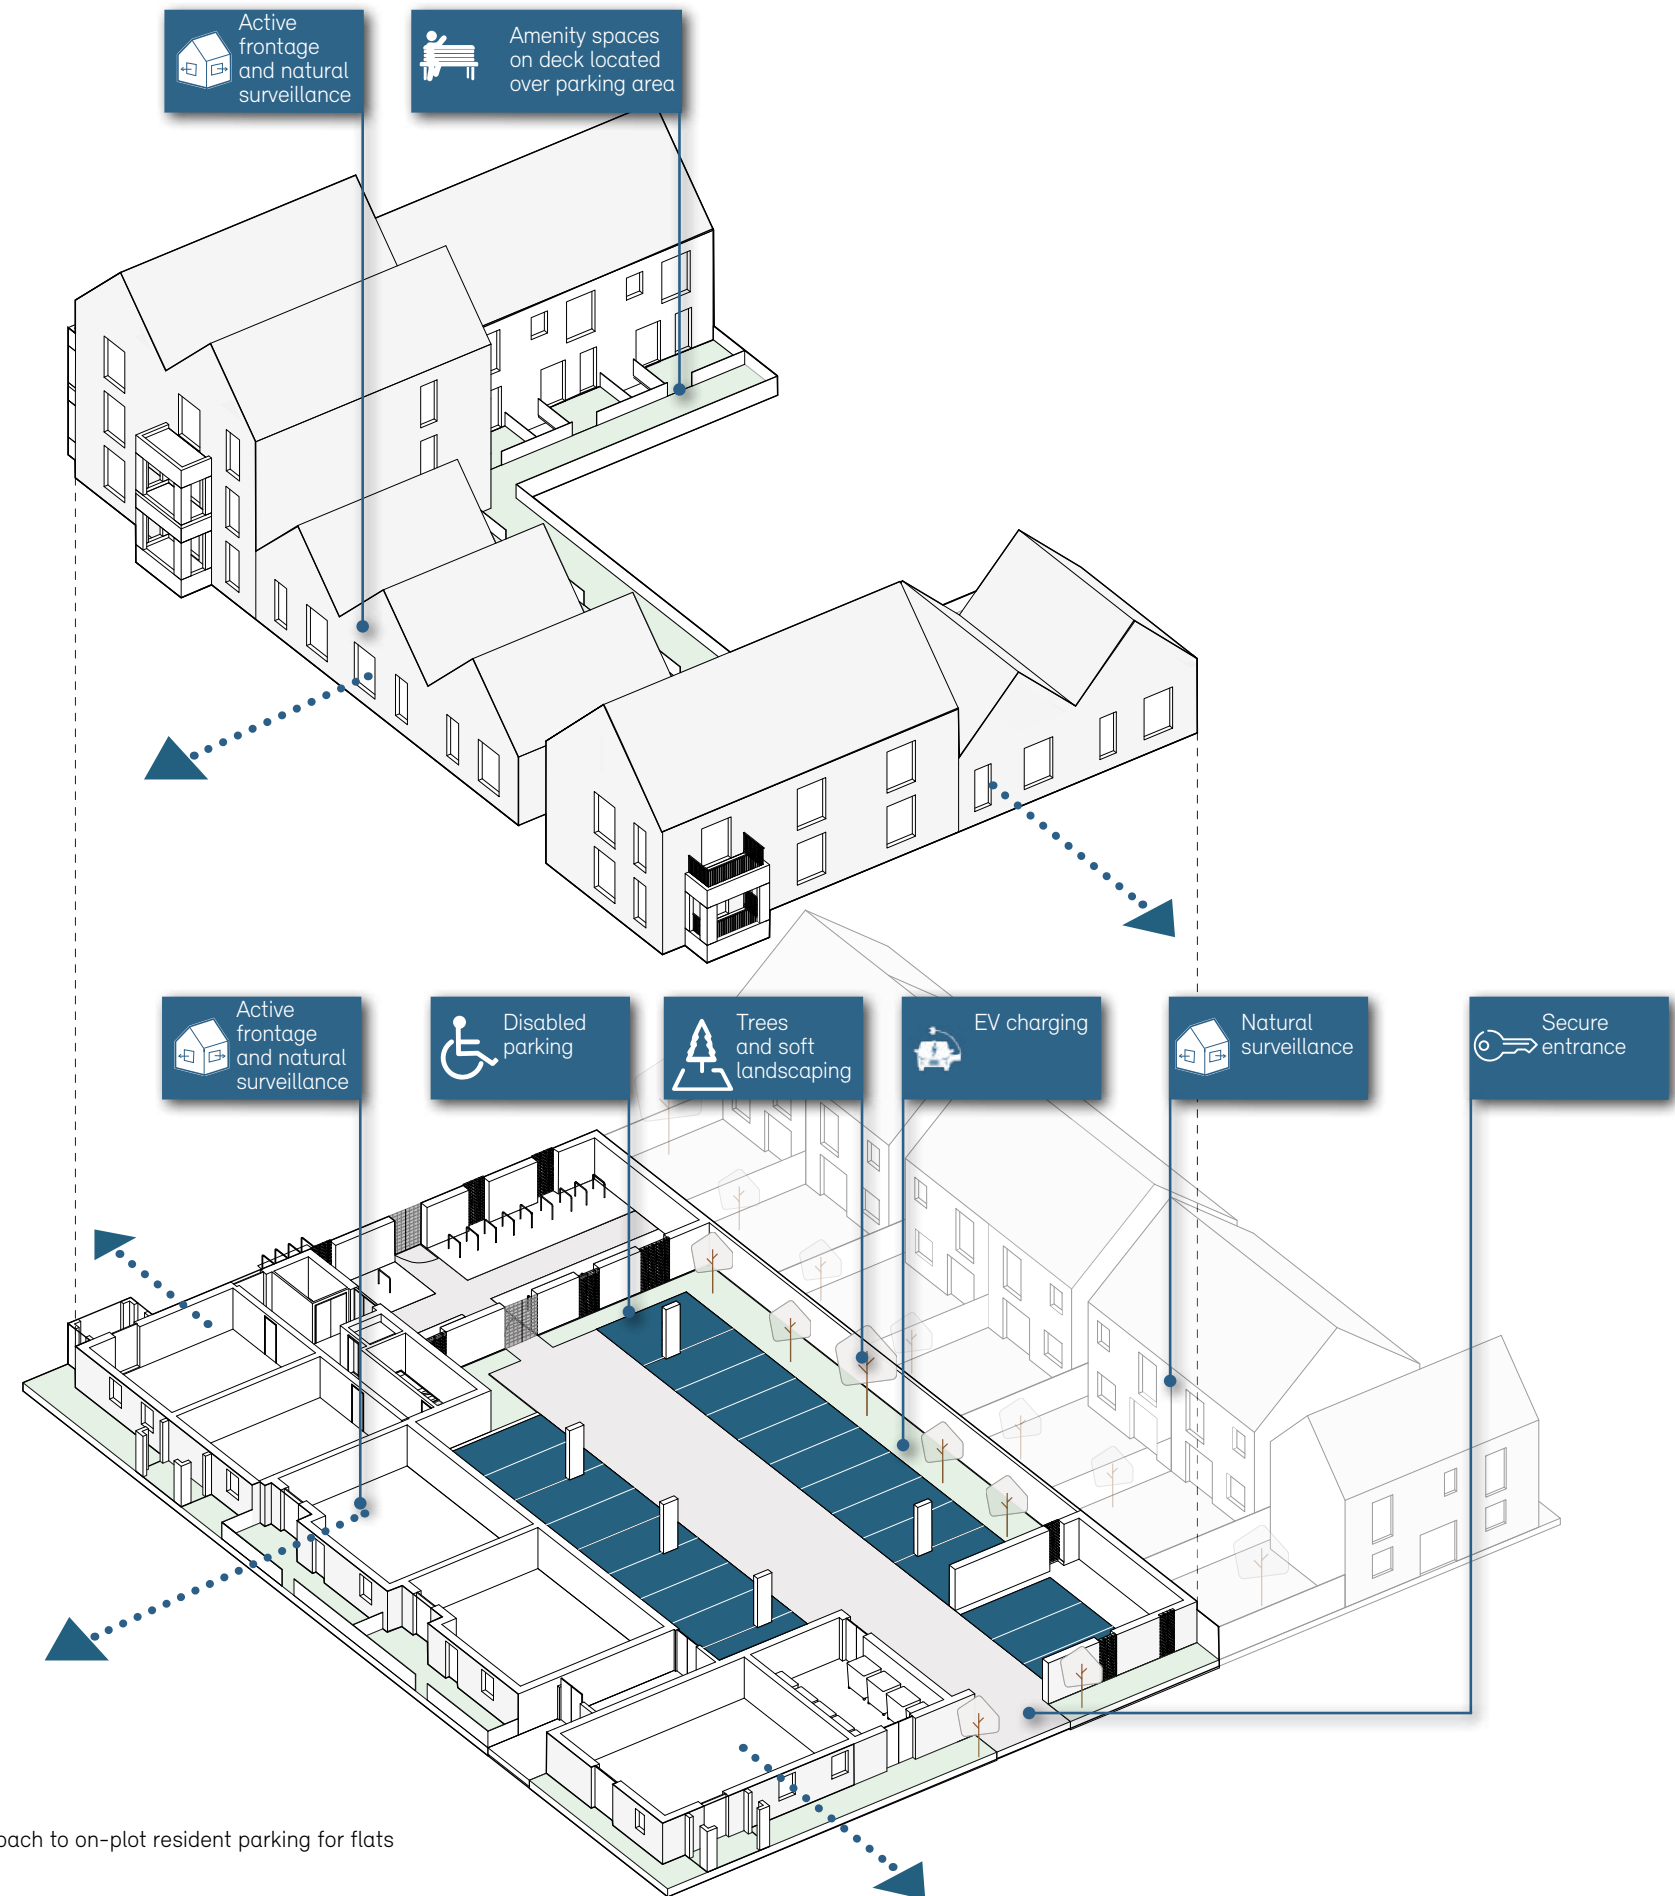 Active
frontage
and natural
surveillance
Amenity spaces
on deck located
over parking area
Active
frontage
and natural
surveillance
Disabled
parking
Trees
and soft
landscaping
EV charging
Natural
surveillance
Secure
entrance
to on-plot resident parking for flats